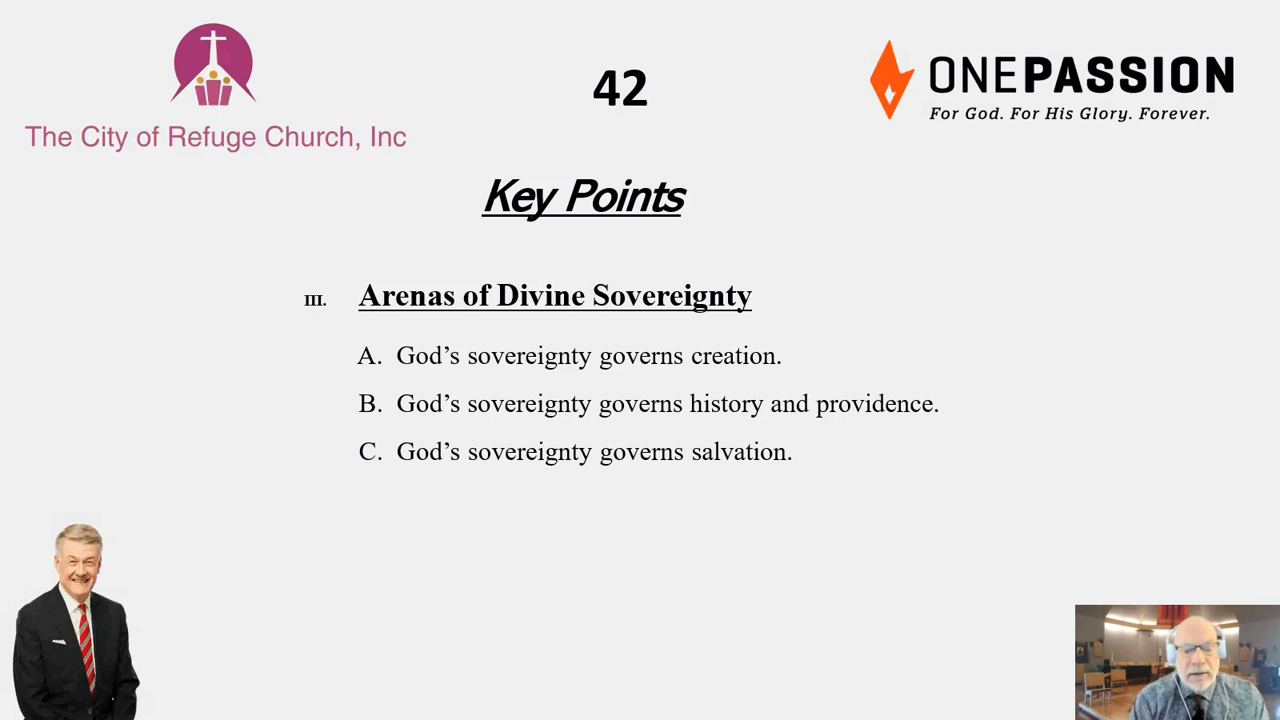 42
ONEPASSION
For God. For His Glory. Forever.
The City of Refuge Church, Inc
Key Points
III. Arenas of Divine Sovereignty
A. God’s sovereignty governs creation.
B. God’s sovereignty governs history and providence.
C. God’s sovereignty governs salvation.